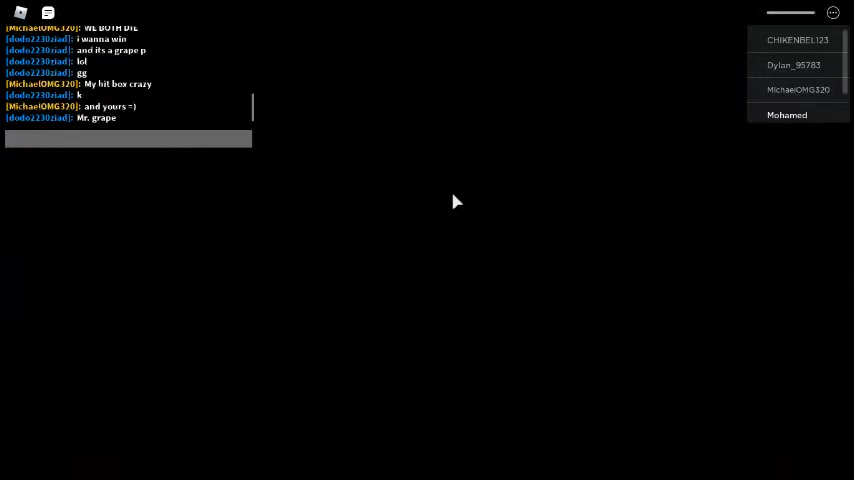 [MichaelOMG320]: WE BOTH DIE
[dodo2230ziad]: i wanna win
[dodo2230ziad]: and its a grape p
[dodo2230ziad]: lol
[dodo2230ziad]: gg
[MichaelOMG320]: My hit box crazy
[dodo2230ziad]: k
[MichaelOMG320]: and yours =)
[dodo2230ziad]: Mr. grape
CHIKENBEL123
Dylan_95783
MichaelOMG320
Mohamed